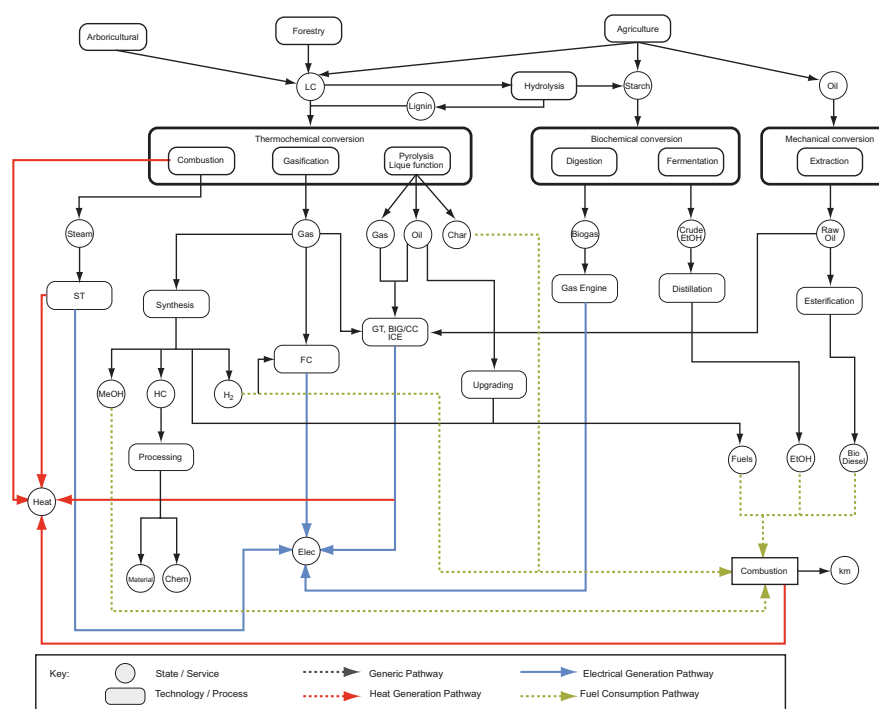 Arboricultural
Forestry
Agriculture
LC
Hydrolysis
Starch
Oil
Lignin
Thermochemical conversion
Biochemical conversion
Mechanical conversion
Combustion
Gasification
Pyrolysis
Lique function
Digestion
Fermentation
Extraction
Steam
Gas
Gas
Oil
Char
Biogas
Crude
EtOH
Raw
Oil
ST
Synthesis
Gas Engine
Distillation
Esterification
GT, BIG/CC
ICE
FC
Upgrading
MeOH
HC
H2
Processing
Fuels
EtOH
Bio
Diesel
Heat
Elec
Material
Chem
Combustion
km
Key:
State / Service
Generic Pathway
Electrical Generation Pathway
Technology / Process
Heat Generation Pathway
Fuel Consumption Pathway